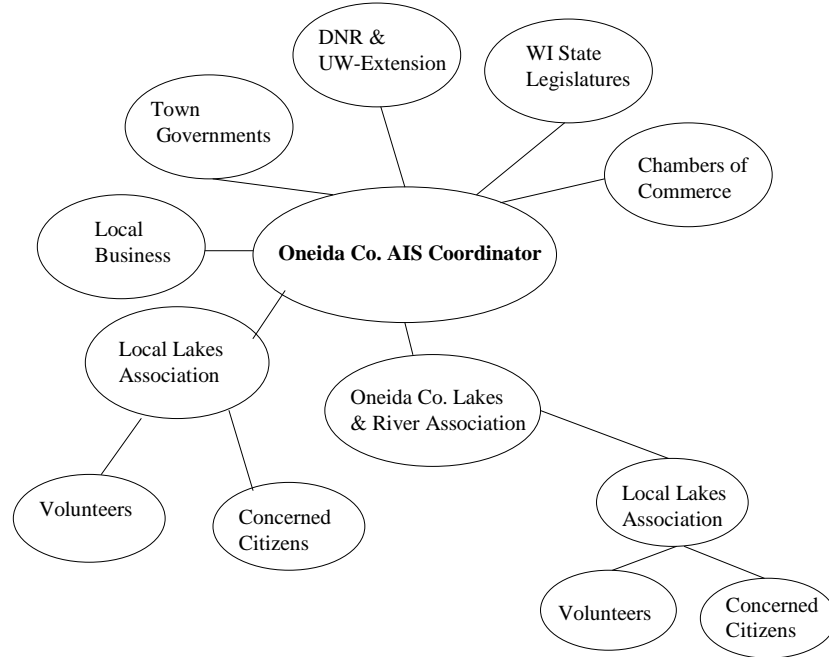 DNR &
UW-Extension
WI State
Legislatures
Town
Governments
Chambers of
Commerce
Local
Business
Oneida Co. AIS Coordinator
Local Lakes
Association
Oneida Co. Lakes
& River Association
Volunteers
Concerned
Citizens
Local Lakes
Association
Volunteers
Concerned
Citizens